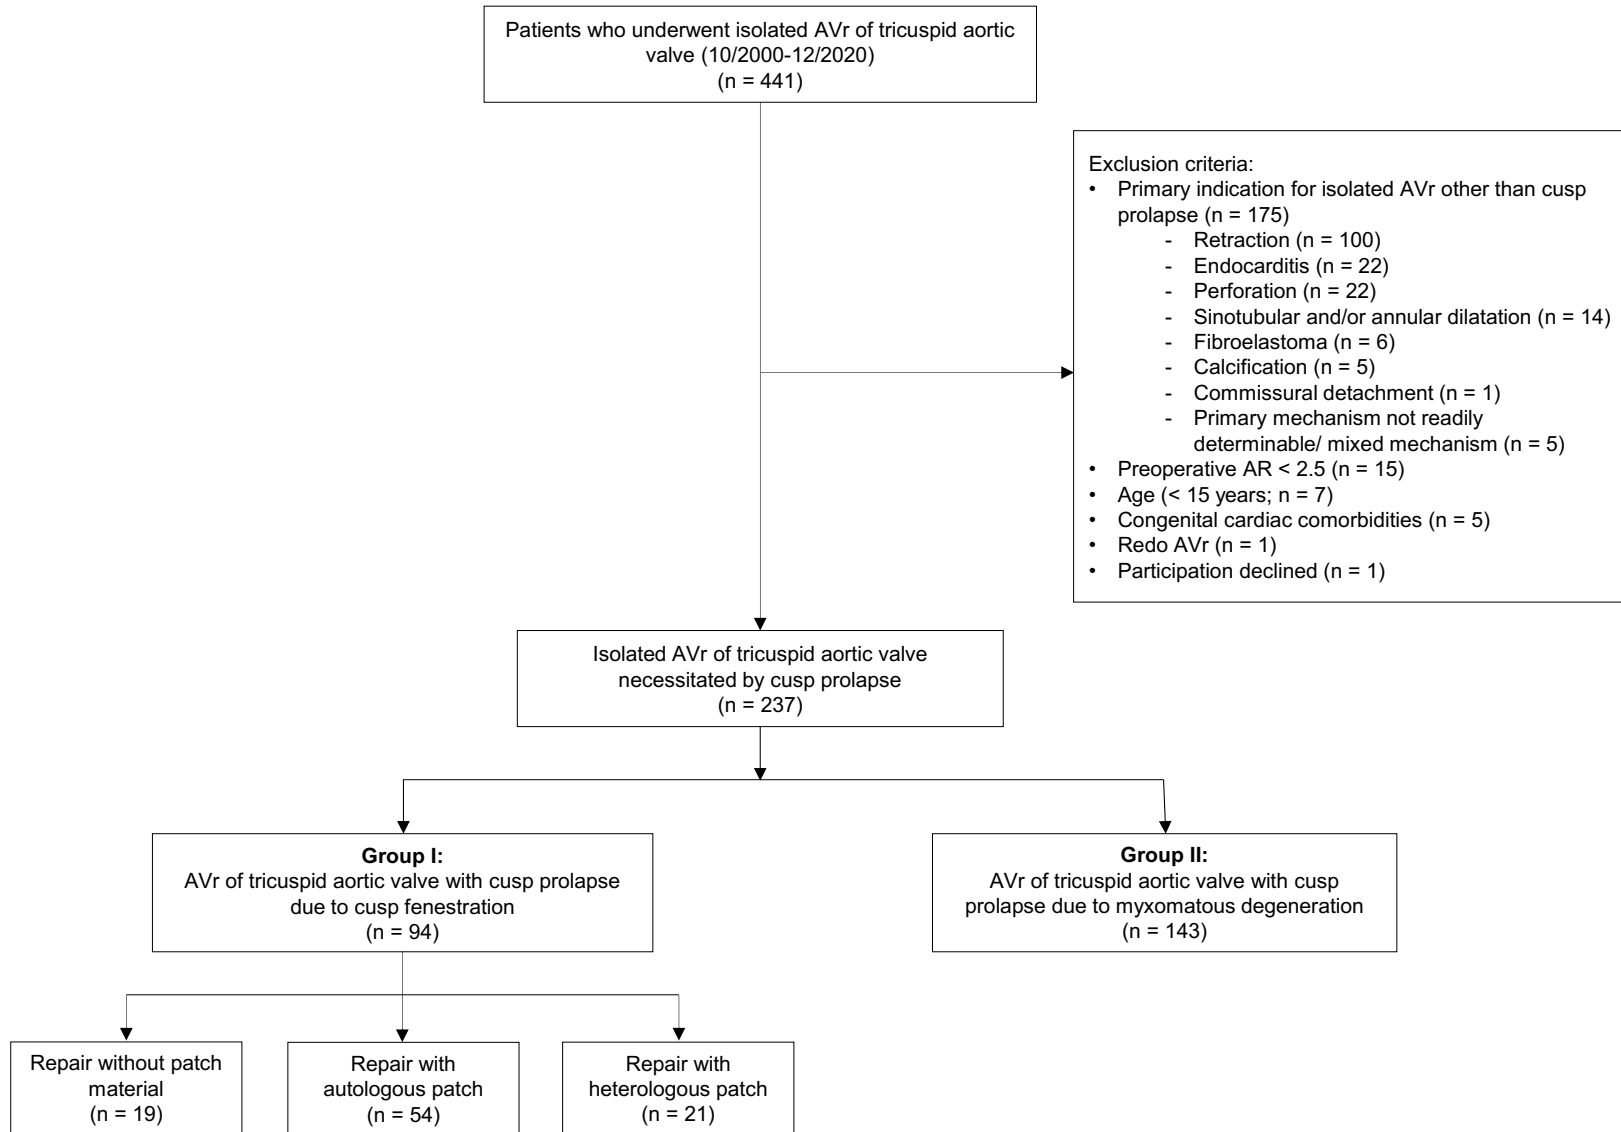 Patients who underwent isolated AVr of tricuspid aortic
valve (10/2000-12/2020)
(n = 441)
Exclusion criteria:
• Primary indication for isolated AVr other than cusp
prolapse (n = 175)
- Retraction (n = 100)
- Endocarditis (n = 22)
- Perforation (n = 22)
- Sinotubular and/or annular dilatation (n = 14)
- Fibroelastoma (n = 6)
- Calcification (n = 5)
- Commissural detachment (n = 1)
- Primary mechanism not readily
determinable/ mixed mechanism (n = 5)
• Preoperative AR < 2.5 (n = 15)
• Age (< 15 years; n = 7)
• Congenital cardiac comorbidities (n = 5)
• Redo AVr (n = 1)
• Participation declined (n = 1)
Isolated AVr of tricuspid aortic valve
necessitated by cusp prolapse
(n = 237)
Group I:
AVr of tricuspid aortic valve with cusp prolapse
due to cusp fenestration
(n = 94)
Group II:
AVr of tricuspid aortic valve with cusp
prolapse due to myxomatous degeneration
(n = 143)
Repair without patch
material
(n = 19)
Repair with
autologous patch
(n = 54)
Repair with
heterologous patch
(n = 21)